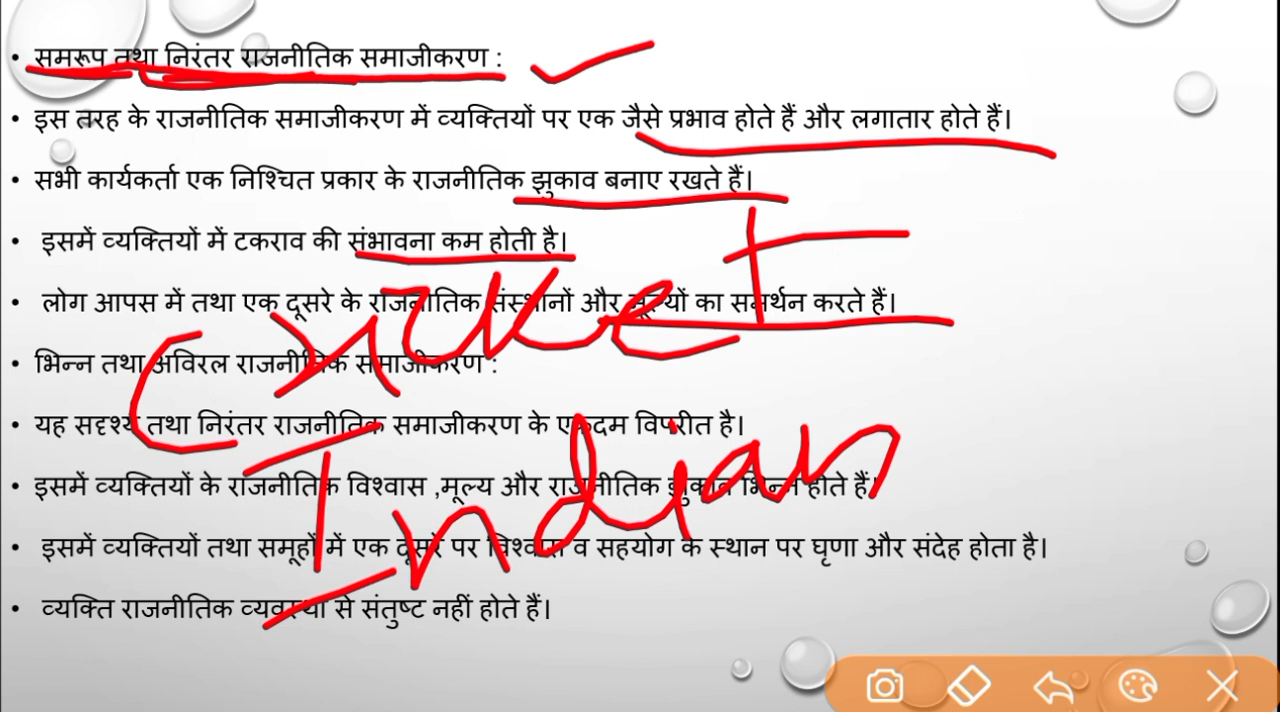 • समरूप तथा निरंतर राजनीतिक समाजीकरण :
• इस तरह के राजनीतिक समाजीकरण में व्यक्तियों पर एक जैसे प्रभाव होते हैं और लगातार होते हैं।
• सभी कार्यकर्ता एक निश्चित प्रकार के राजनीतिक झुकाव बनाए रखते हैं।
• इसमें व्यक्तियों में टकराव की संभावना कम होती है।
• लोग आपस में तथा एक दूसरे के राजनीतिक संस्थानों और मूल्यों का समर्थन करते हैं।
Cricket
• भिन्न तथा अविरल राजनीतिक समाजीकरण :
• यह सदृश्य तथा निरंतर राजनीतिक समाजीकरण के एकदम विपरीत है।
• इसमें व्यक्तियों के राजनीतिक विश्वास ,मूल्य और राजनीतिक झुकाव भिन्न होते हैं।
Indian
• इसमें व्यक्तियों तथा समूहों में एक दूसरे पर विश्वास व सहयोग के स्थान पर घृणा और संदेह होता है।
• व्यक्ति राजनीतिक व्यवस्था से संतुष्ट नहीं होते हैं।